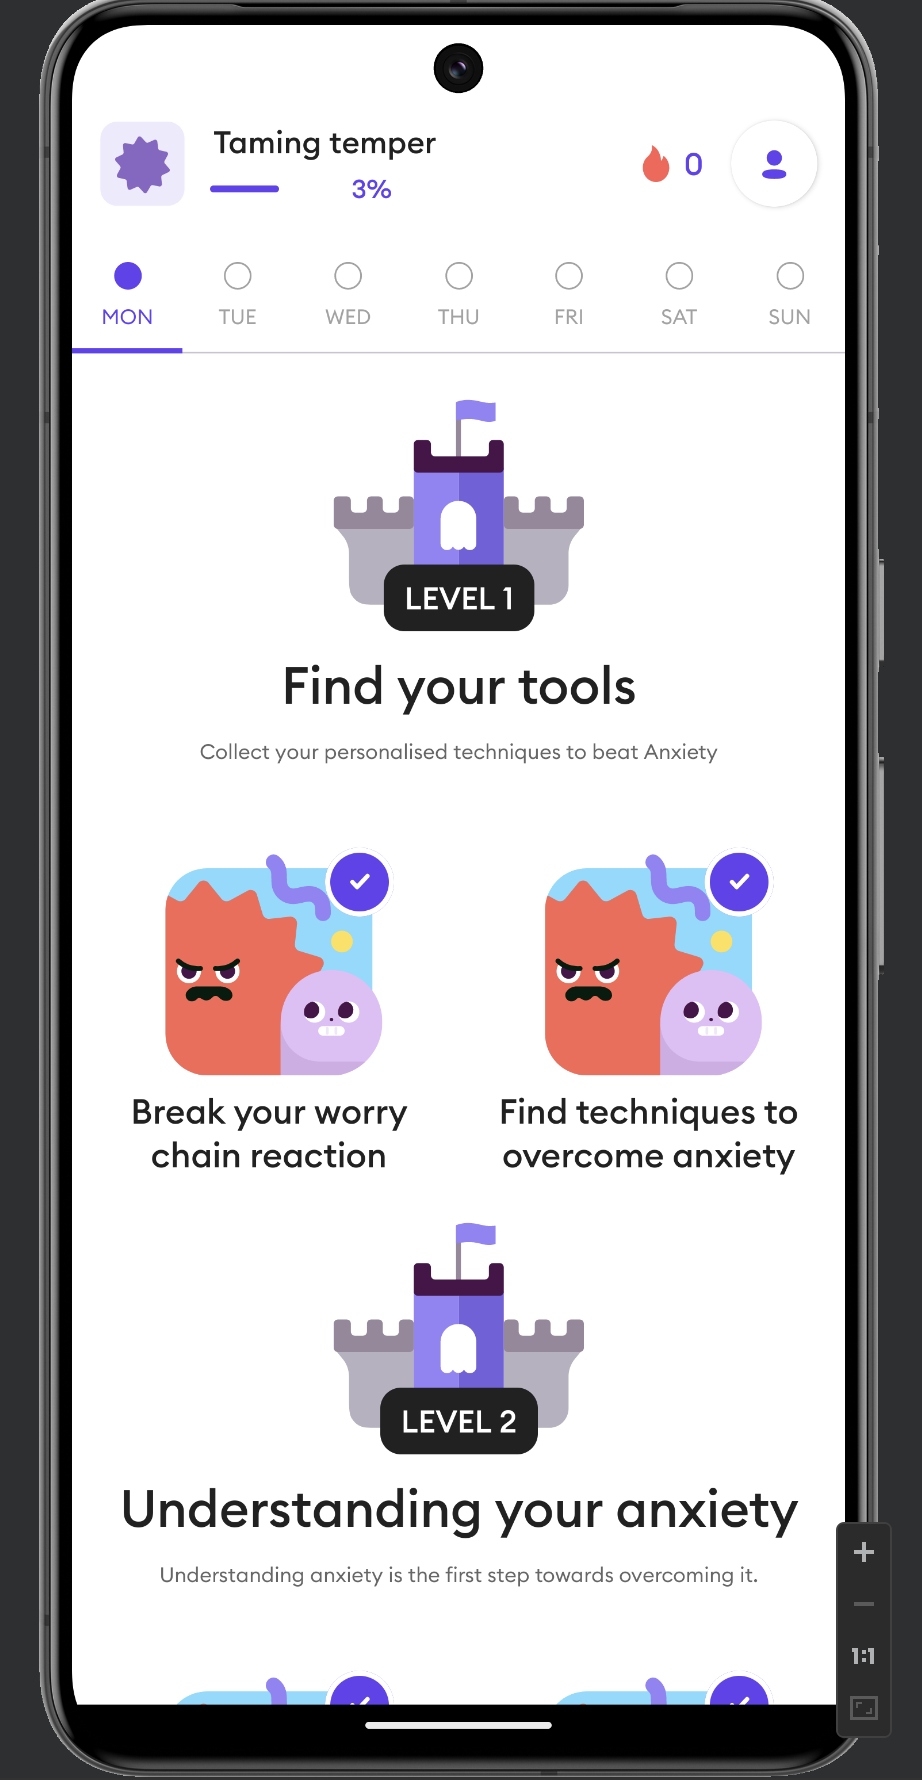 Taming temper
3%
0
MON TUE WED THU FRI SAT SUN
LEVEL 1
Find your tools
Collect your personalised techniques to beat Anxiety
Break your worry
chain reaction
Find techniques to
overcome anxiety
LEVEL 2
Understanding your anxiety
Understanding anxiety is the first step towards overcoming it.
1:1